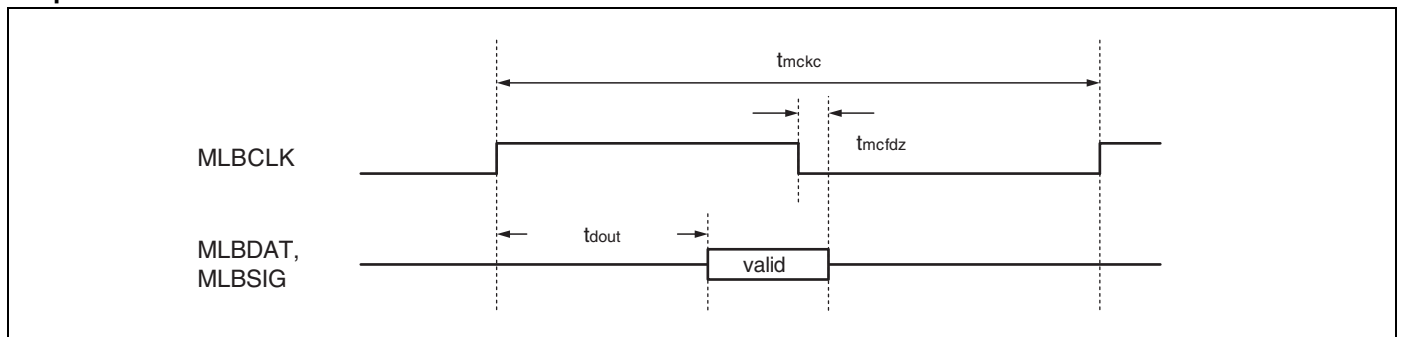 tmckc
tmcfdz
MLBCLK
tdout
MLBDAT,
MLBSIG
valid